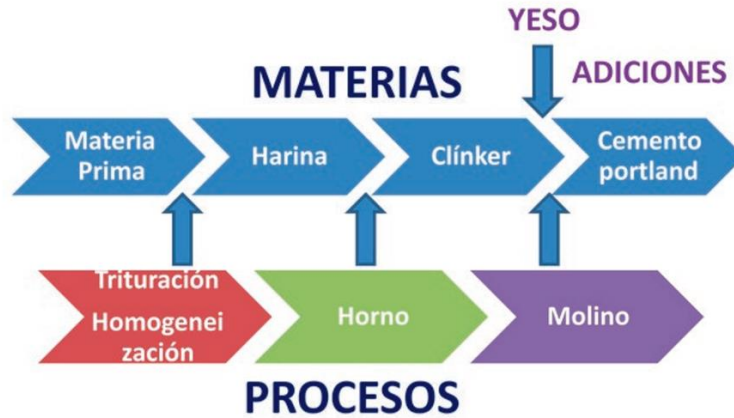 YESO
MATERIAS
ADICIONES
Materia
Prima
Harina
Clínker
Cemento
portland
Trituración
Homogenei
zación
Horno
Molino
PROCESOS